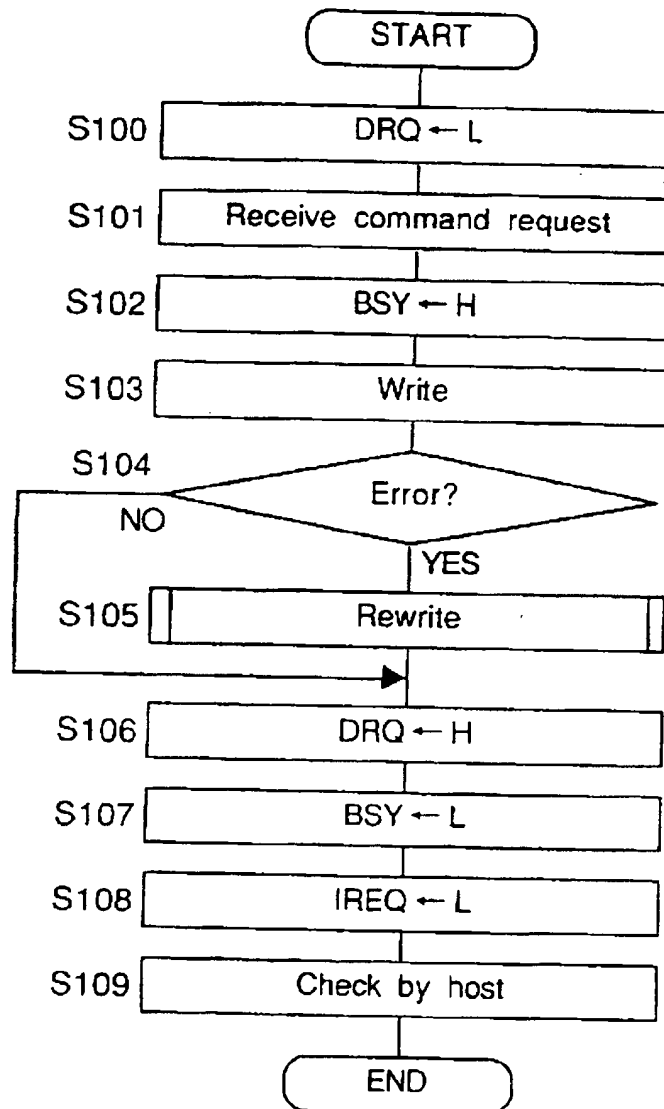 START
S100 DRQ ← L
S101 Receive command request
S102 BSY ← H
S103 Write
S104 Error?
NO
YES
S105 Rewrite
S106 DRQ ← H
S107 BSY ← L
S108 IREQ ← L
S109 Check by host
END